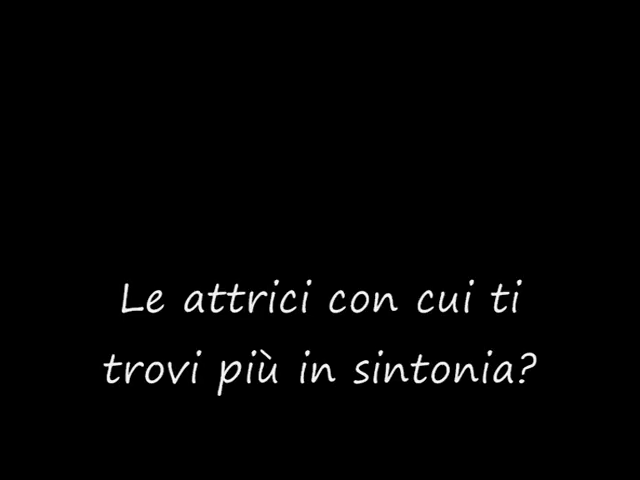 Le attrici con cui ti
trovi più in sintonia?